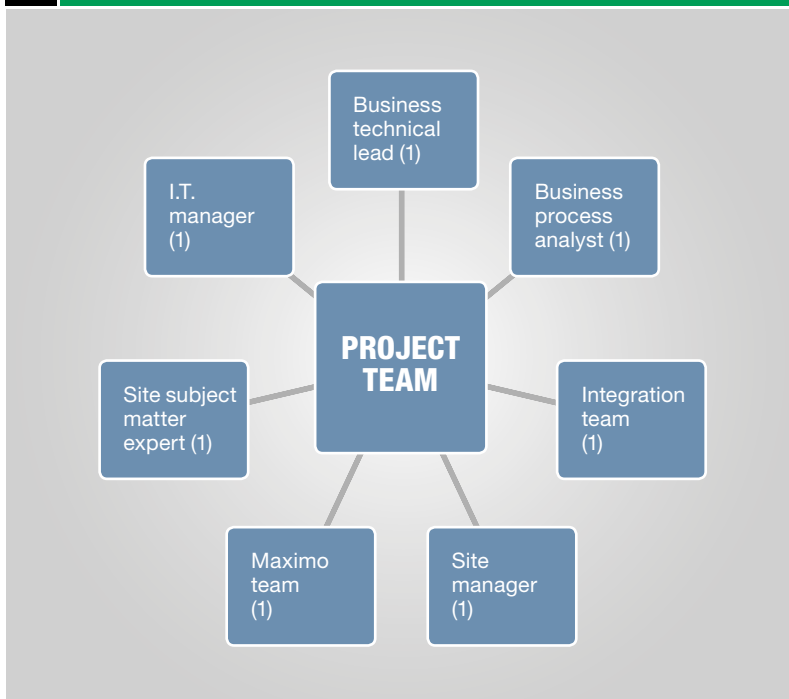 Business
technical
lead (1)
I.T.
manager
(1)
Business
process
analyst (1)
PROJECT
TEAM
Site subject
matter
expert (1)
Integration
team
(1)
Maximo
team
(1)
Site
manager
(1)